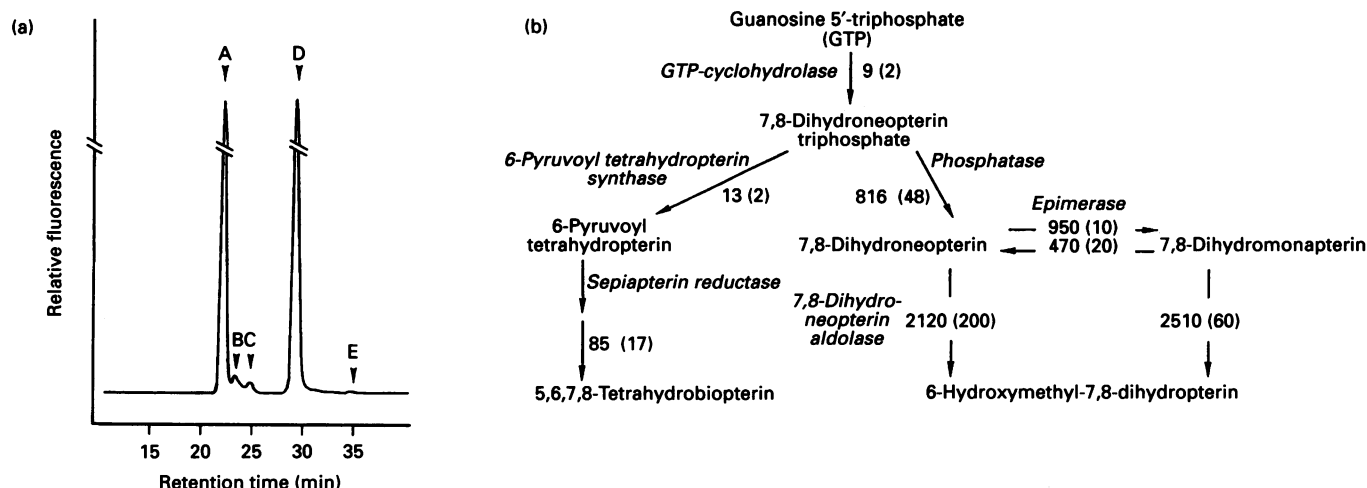 (a)
A
D
BC
E
Relative fluorescence
15 20 25 30 35
Retention time (min)
(b)
Guanosine 5′-triphosphate
(GTP)
GTP-cyclohydrolase 9 (2)
7,8-Dihydroneopterin
triphosphate
6-Pyruvoyl tetrahydropterin
synthase
13 (2)
Phosphatase
816 (48)
6-Pyruvoyl
tetrahydropterin
7,8-Dihydroneopterin
Epimerase
950 (10)
470 (20)
7,8-Dihydromonapterin
Sepiapterin reductase
85 (17)
7,8-Dihydro-
neopterin
aldolase
2120 (200)
2510 (60)
5,6,7,8-Tetrahydrobiopterin
6-Hydroxymethyl-7,8-dihydropterin